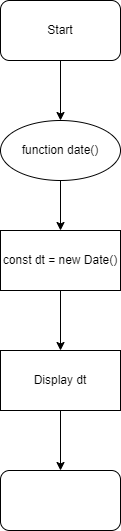 Start
function date()
const dt = new Date()
Display dt